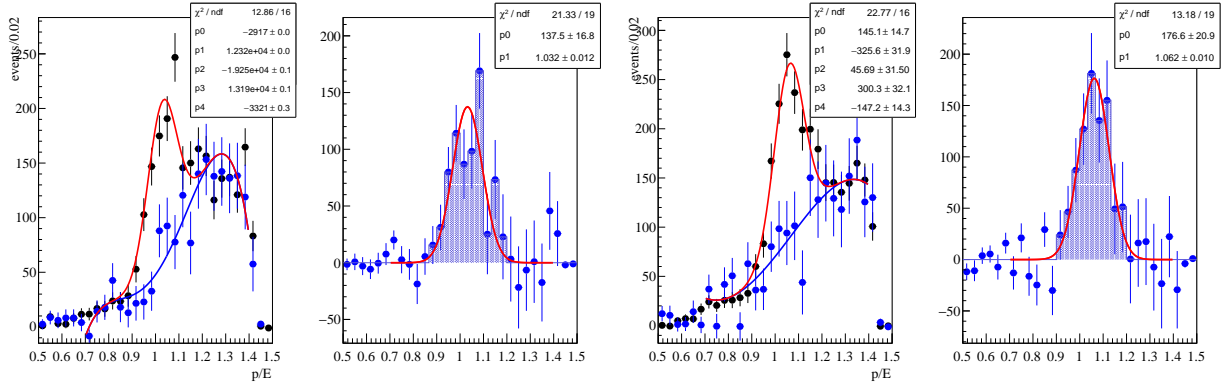 χ² / ndf 12.86 / 16
p0 −2917 ± 0.0
p1 1.232e+04 ± 0.0
p2 −1.925e+04 ± 0.1
p3 1.319e+04 ± 0.1
p4 −3321 ± 0.3
events/0.02
250
200
150
100
50
0
0.5 0.6 0.7 0.8 0.9 1 1.1 1.2 1.3 1.4 1.5
p/E
χ² / ndf 21.33 / 19
p0 137.5 ± 16.8
p1 1.032 ± 0.012
200
150
100
50
0
−50
0.5 0.6 0.7 0.8 0.9 1 1.1 1.2 1.3 1.4 1.5
χ² / ndf 22.77 / 16
p0 145.1 ± 14.7
p1 −325.6 ± 31.9
p2 45.69 ± 31.50
p3 300.3 ± 32.1
p4 −147.2 ± 14.3
events/0.02
300
250
200
150
100
50
0
0.5 0.6 0.7 0.8 0.9 1 1.1 1.2 1.3 1.4 1.5
p/E
χ² / ndf 13.18 / 19
p0 176.6 ± 20.9
p1 1.062 ± 0.010
200
150
100
50
0
−50
0.5 0.6 0.7 0.8 0.9 1 1.1 1.2 1.3 1.4 1.5